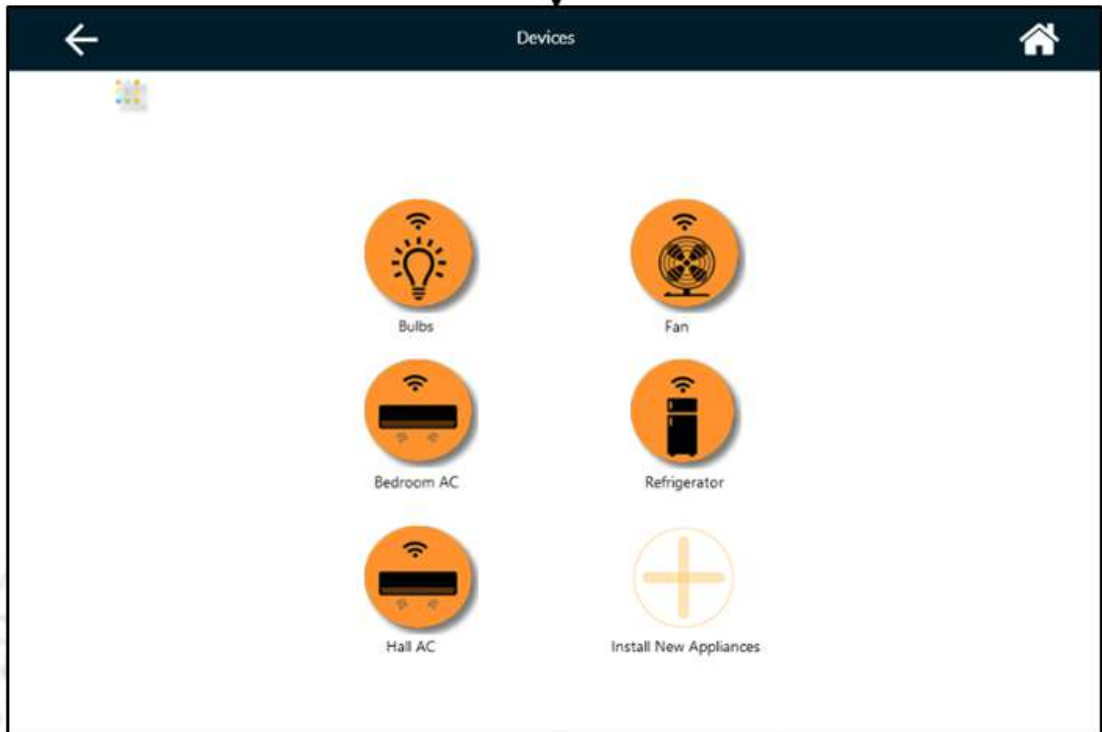 Devices
Bulbs
Fan
Bedroom AC
Refrigerator
Hall AC
Install New Appliances